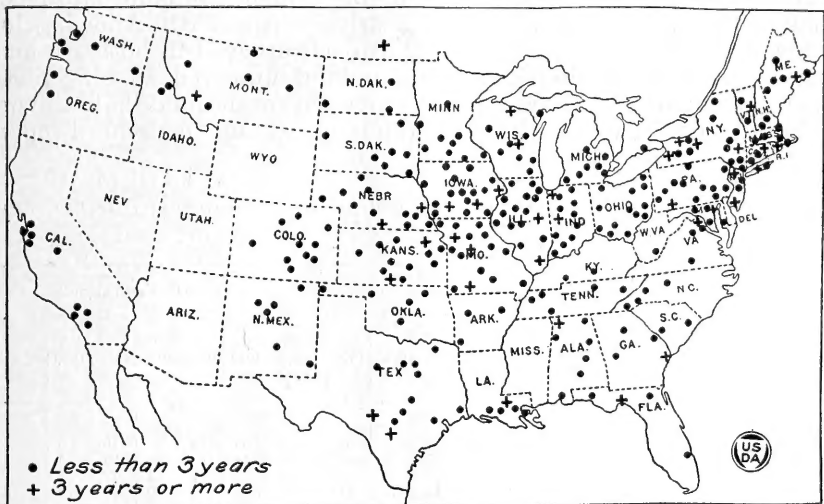 WASH.
ME.
MONT.
N.DAK.
MINN
OREG.
N.H.
WIS.
N.Y.
IDAHO.
S.DAK.
MICH
WYO
R.I.
PA.
IOWA.
NEBR
NEV
OHIO
UTAH.
ILL.
IND
DEL
COLO.
W.VA
CAL.
KANS.
MO.
VA
KY.
N.C.
TENN.
ARIZ.
N.MEX.
OKLA.
ARK.
S.C.
MISS.
ALA.
GA.
TEX
LA.
FLA.
US
DA
Less than 3 years
3 years or more